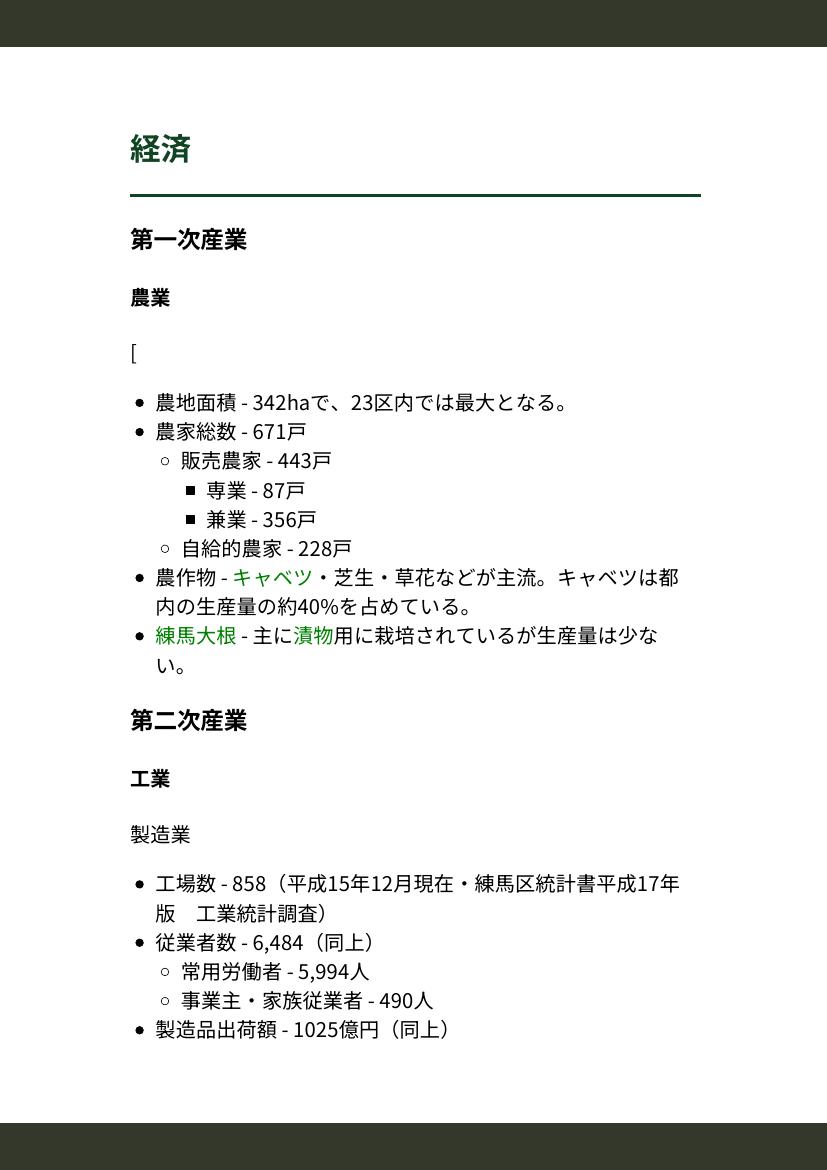 経済
第一次産業
農業
[
農地面積 - 342haで、23区内では最大となる。
農家総数 - 671戸
販売農家 - 443戸
専業 - 87戸
兼業 - 356戸
自給的農家 - 228戸
農作物 - キャベツ・芝生・草花などが主流。キャベツは都
内の生産量の約40%を占めている。
練馬大根 - 主に漬物用に栽培されているが生産量は少な
い。
第二次産業
工業
製造業
工場数 - 858（平成15年12月現在・練馬区統計書平成17年
版　工業統計調査）
従業者数 - 6,484（同上）
常用労働者 - 5,994人
事業主・家族従業者 - 490人
製造品出荷額 - 1025億円（同上）